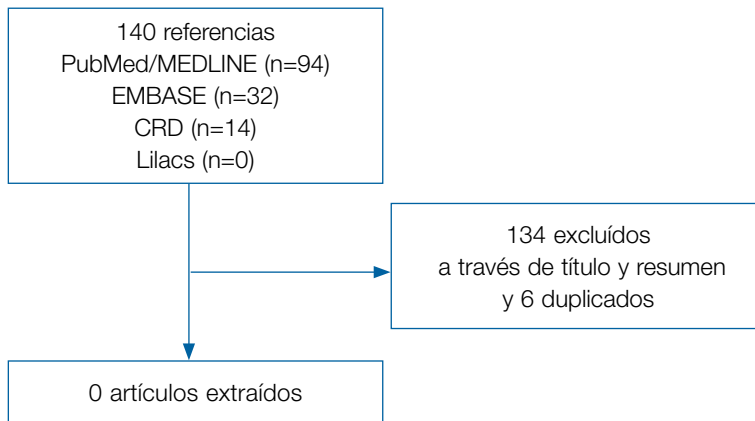 140 referencias
PubMed/MEDLINE (n=94)
EMBASE (n=32)
CRD (n=14)
Lilacs (n=0)
134 excluídos
a través de título y resumen
y 6 duplicados
0 artículos extraídos